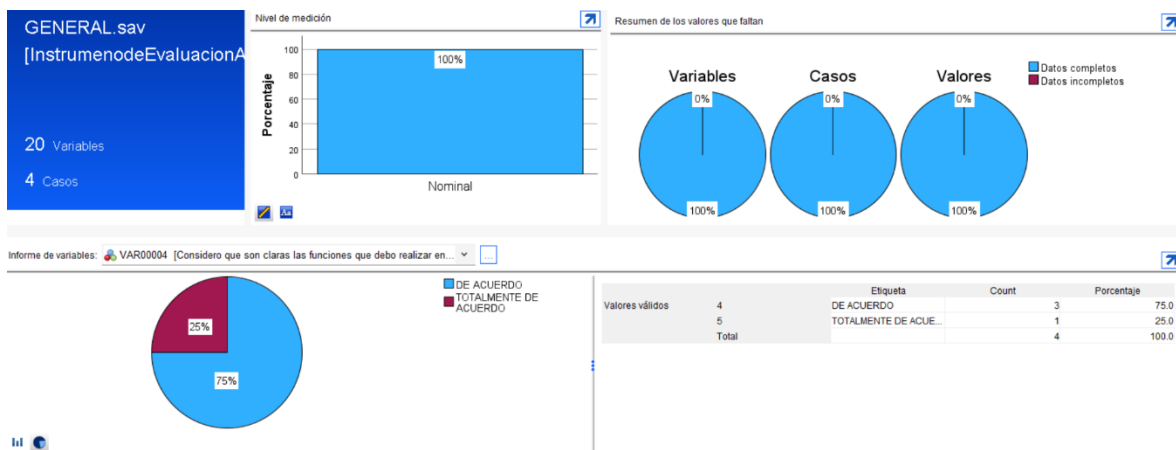 GENERAL.sav
[InstrumenodeEvaluacionA
20 Variables
4 Casos
Nivel de medición
Porcentaje
100
80
60
40
20
0
100%
Nominal
Resumen de los valores que faltan
Variables
Casos
Valores
0%
0%
0%
100%
100%
100%
Datos completos
Datos incompletos
Informe de variables: VAR00004 [Considero que son claras las funciones que debo realizar en... ...
25%
75%
DE ACUERDO
TOTALMENTE DE
ACUERDO
Etiqueta Count Porcentaje
Valores válidos 4 DE ACUERDO 3 75.0
5 TOTALMENTE DE ACUE... 1 25.0
Total 4 100.0